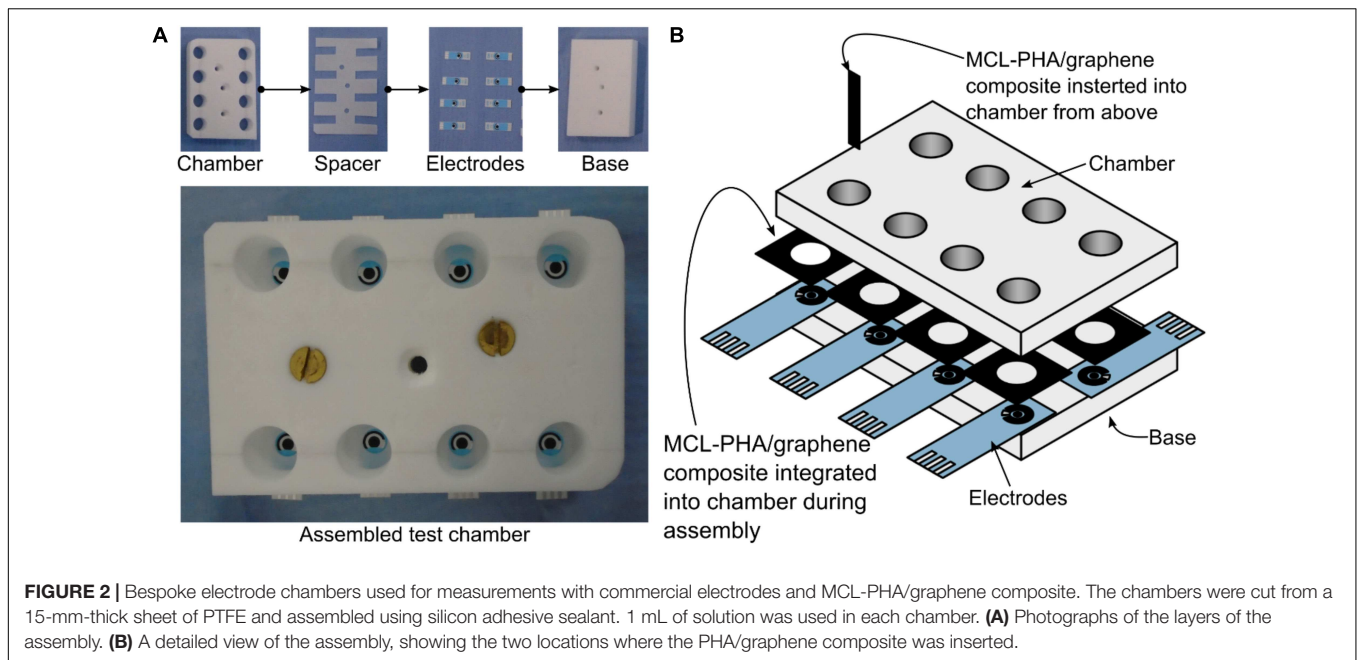 A
Chamber
Spacer
Electrodes
Base
Assembled test chamber
B
MCL-PHA/graphene
composite insterted into
chamber from above
Chamber
MCL-PHA/graphene
composite integrated
into chamber during
assembly
Base
Electrodes
FIGURE 2 | Bespoke electrode chambers used for measurements with commercial electrodes and MCL-PHA/graphene composite. The chambers were cut from a
15-mm-thick sheet of PTFE and assembled using silicon adhesive sealant. 1 mL of solution was used in each chamber. (A) Photographs of the layers of the
assembly. (B) A detailed view of the assembly, showing the two locations where the PHA/graphene composite was inserted.